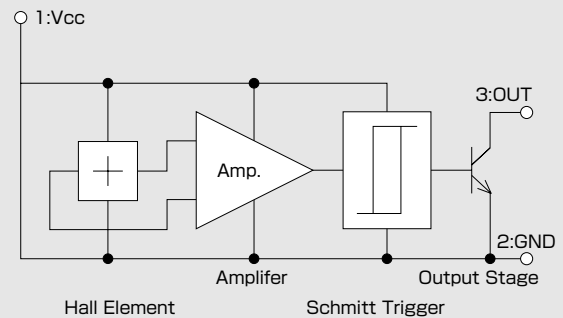 1:Vcc
3:OUT
Amp.
2:GND
Amplifer
Output Stage
Hall Element
Schmitt Trigger